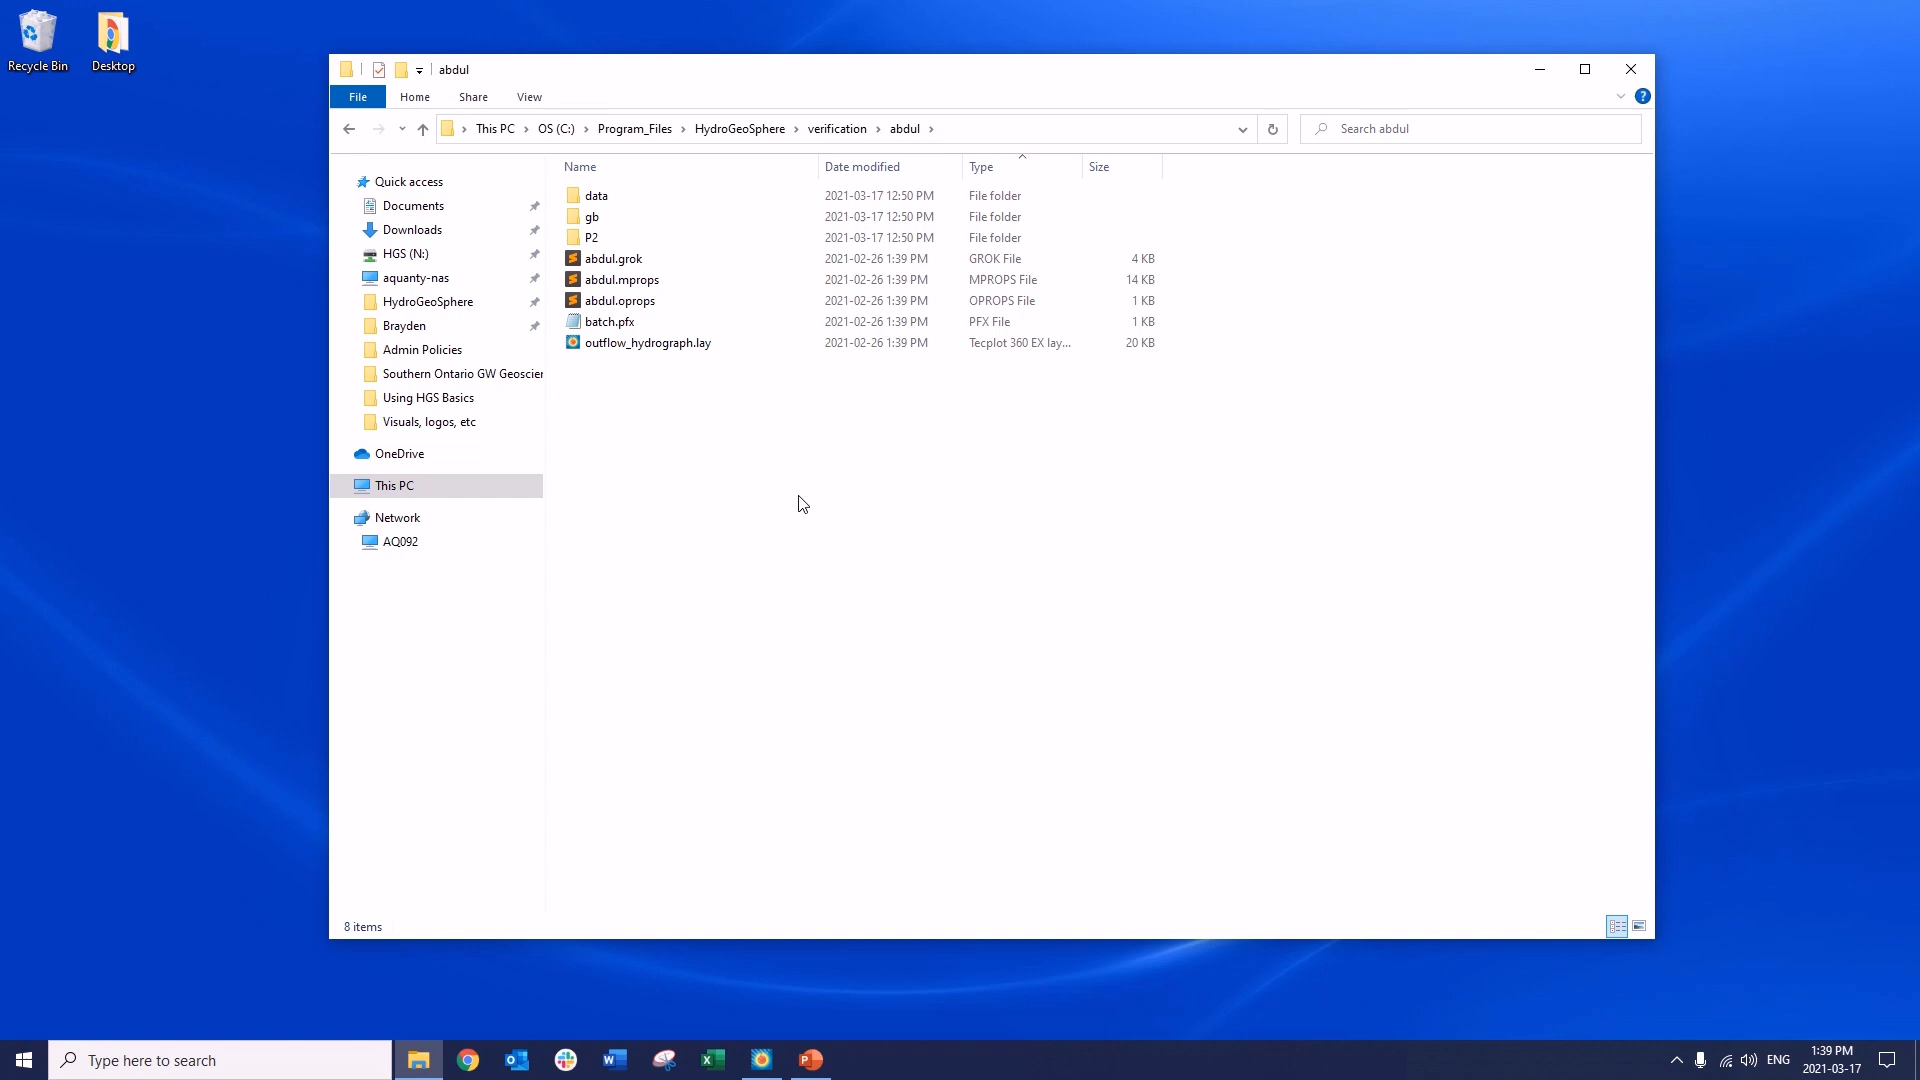 Recycle Bin
Desktop
abdul
File
Home
Share
View
This PC
OS (C:)
Program_Files
HydroGeoSphere
verification
abdul
Search abdul
Quick access
Documents
Downloads
HGS (N:)
aquanty-nas
HydroGeoSphere
Brayden
Admin Policies
Southern Ontario GW Geoscien
Using HGS Basics
Visuals, logos, etc
OneDrive
This PC
Network
AQ092
Name Date modified Type Size
data 2021-03-17 12:50 PM File folder
gb 2021-03-17 12:50 PM File folder
P2 2021-03-17 12:50 PM File folder
abdul.grok 2021-02-26 1:39 PM GROK File 4 KB
abdul.mprops 2021-02-26 1:39 PM MPROPS File 14 KB
abdul.oprops 2021-02-26 1:39 PM OPROPS File 1 KB
batch.pfx 2021-02-26 1:39 PM PFX File 1 KB
outflow_hydrograph.lay 2021-02-26 1:39 PM Tecplot 360 EX lay... 20 KB
8 items
Type here to search
ENG
1:39 PM
2021-03-17